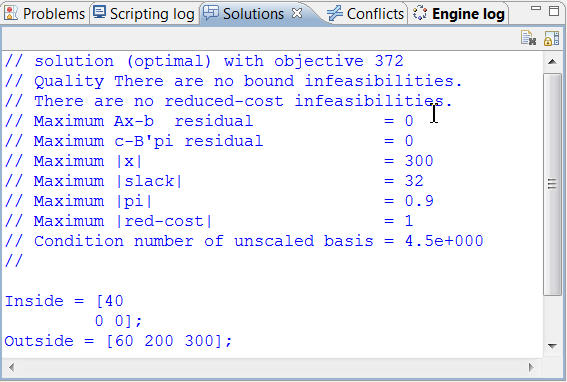 Problems Scripting log Solutions Conflicts Engine log
// solution (optimal) with objective 372
// Quality There are no bound infeasibilities.
// There are no reduced-cost infeasibilities.
// Maximum Ax-b  residual             = 0
// Maximum c-B'pi residual            = 0
// Maximum |x|                        = 300
// Maximum |slack|                    = 32
// Maximum |pi|                       = 0.9
// Maximum |red-cost|                 = 1
// Condition number of unscaled basis = 4.5e+000
//
Inside = [40
         0 0];
Outside = [60 200 300];